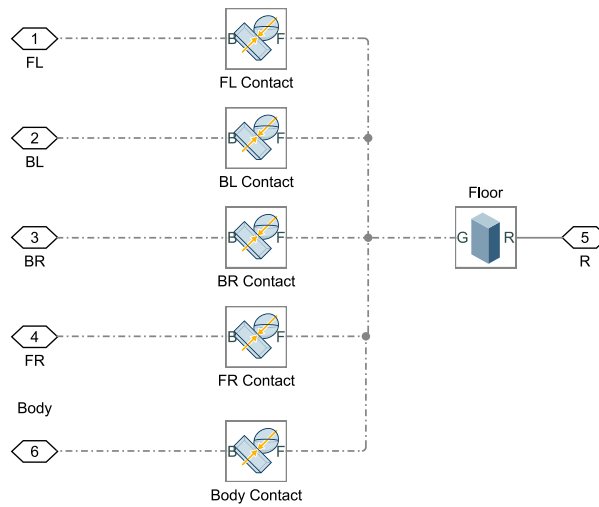 1
B
F
FL
FL Contact
2
B
F
BL
BL Contact
Floor
3
B
F
G
R
5
BR
BR Contact
R
4
B
F
FR
FR Contact
Body
6
B
F
Body Contact